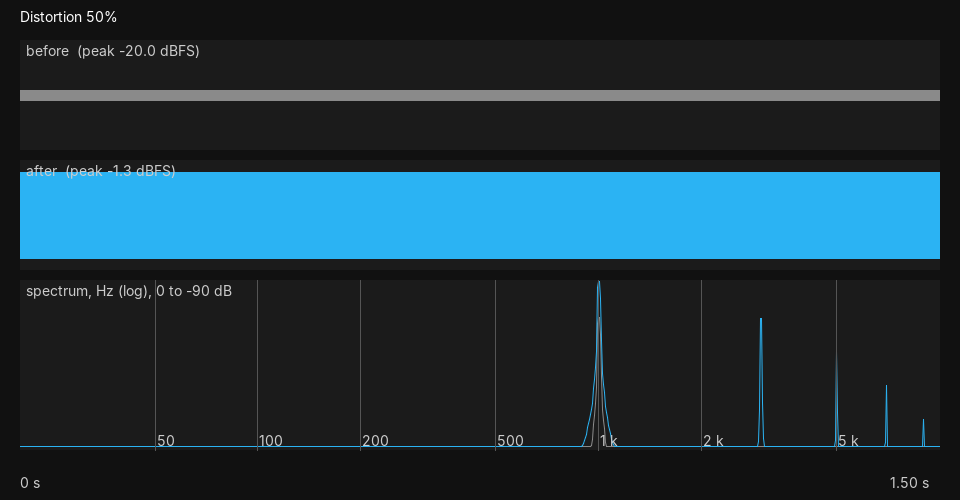 Distortion 50%
before  (peak -20.0 dBFS)
after  (peak -1.3 dBFS)
spectrum, Hz (log), 0 to -90 dB
50 100 200 500 1 k 2 k 5 k
0 s 1.50 s